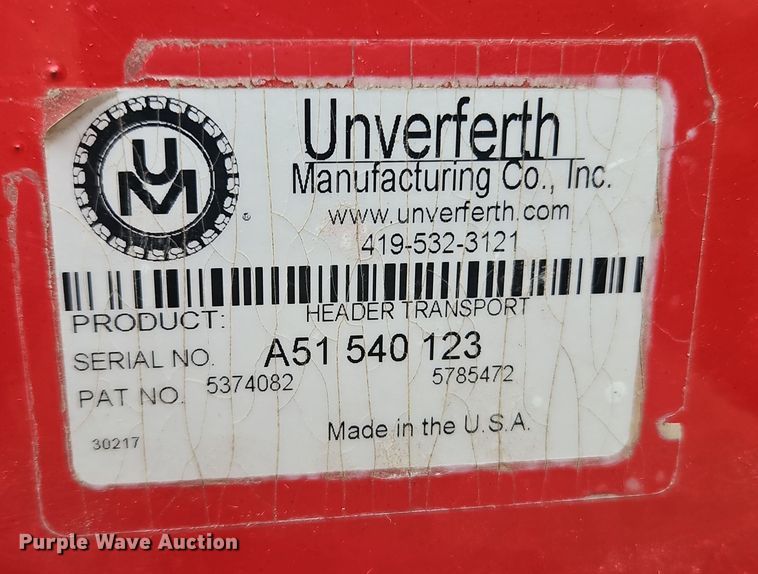 UM
®
Unverferth
Manufacturing Co., Inc.
www.unverferth.com
419-532-3121
PRODUCT: HEADER TRANSPORT
SERIAL NO. A51 540 123
PAT NO. 5374082 5785472
30217 Made in the U.S.A.
Purple Wave Auction